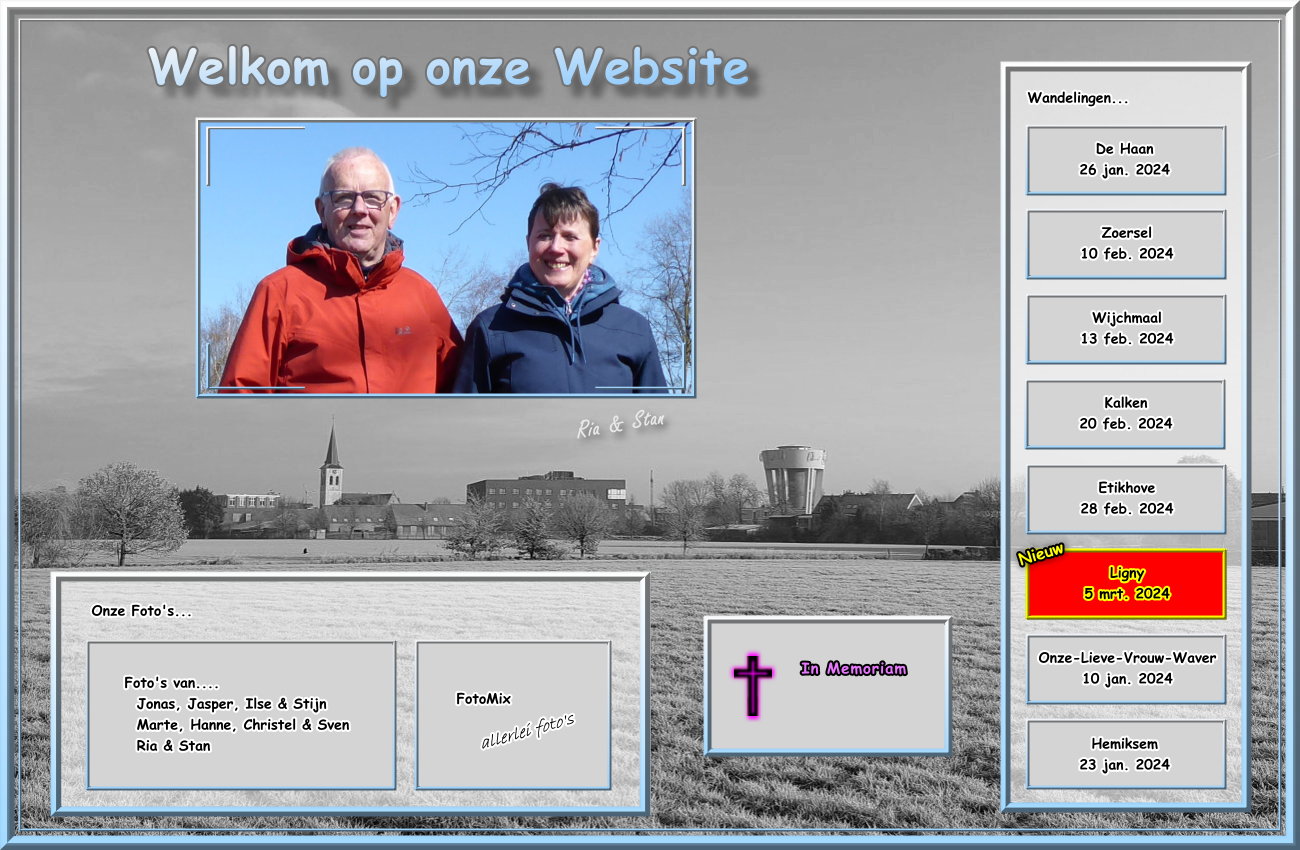 Welkom op onze Website
Ria & Stan
Wandelingen...
De Haan
26 jan. 2024
Zoersel
10 feb. 2024
Wijchmaal
13 feb. 2024
Kalken
20 feb. 2024
Etikhove
28 feb. 2024
Nieuw
Ligny
5 mrt. 2024
Onze-Lieve-Vrouw-Waver
10 jan. 2024
Hemiksem
23 jan. 2024
Onze Foto's...
Foto's van....
Jonas, Jasper, Ilse & Stijn
Marte, Hanne, Christel & Sven
Ria & Stan
FotoMix
allerlei foto's
In Memoriam